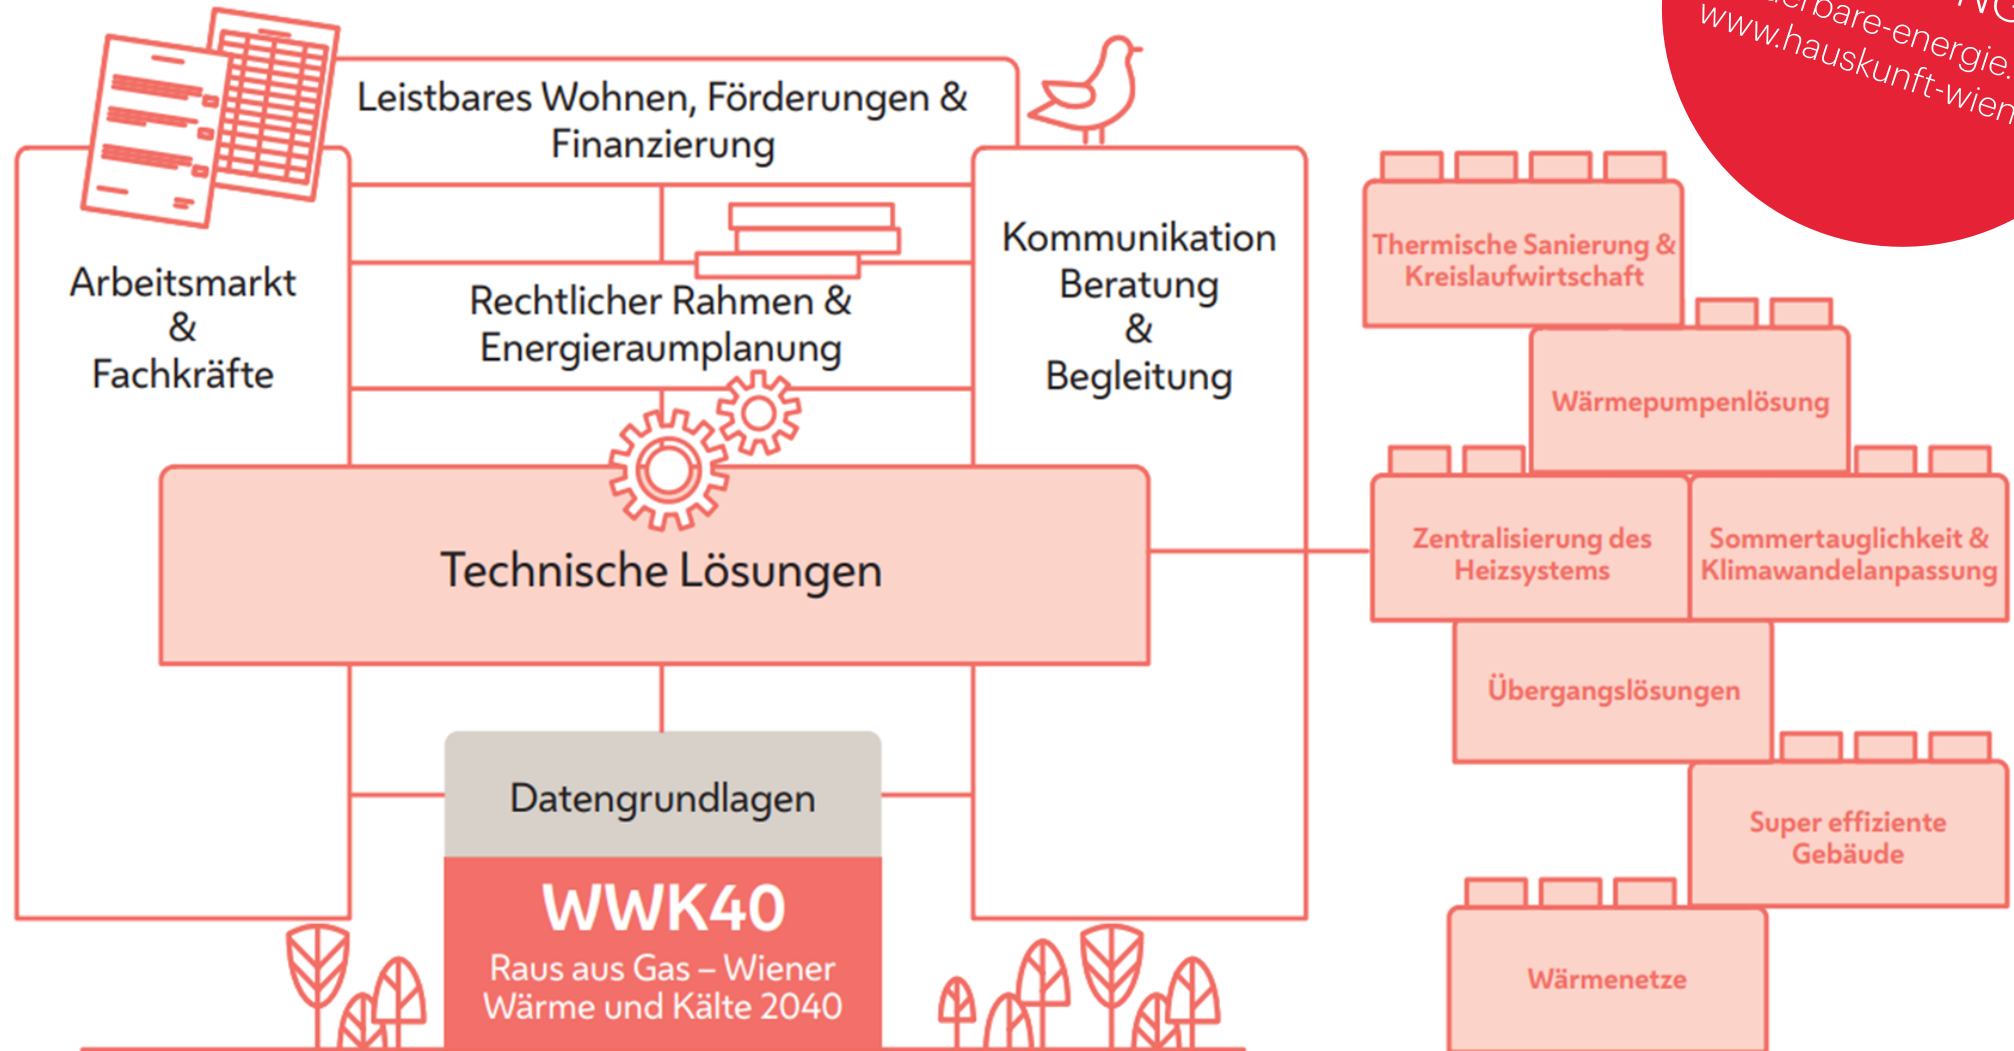 Leistbares Wohnen, Förderungen &
Finanzierung
Arbeitsmarkt
&
Fachkräfte
Rechtlicher Rahmen &
Energieraumplanung
Kommunikation
Beratung
&
Begleitung
Technische Lösungen
Datengrundlagen
WWK40
Raus aus Gas – Wiener
Wärme und Kälte 2040
www.hauskunft-wien
Thermische Sanierung &
Kreislaufwirtschaft
Wärmepumpenlösung
Zentralisierung des
Heizsystems
Sommertauglichkeit &
Klimawandelanpassung
Übergangslösungen
Super effiziente
Gebäude
Wärmenetze